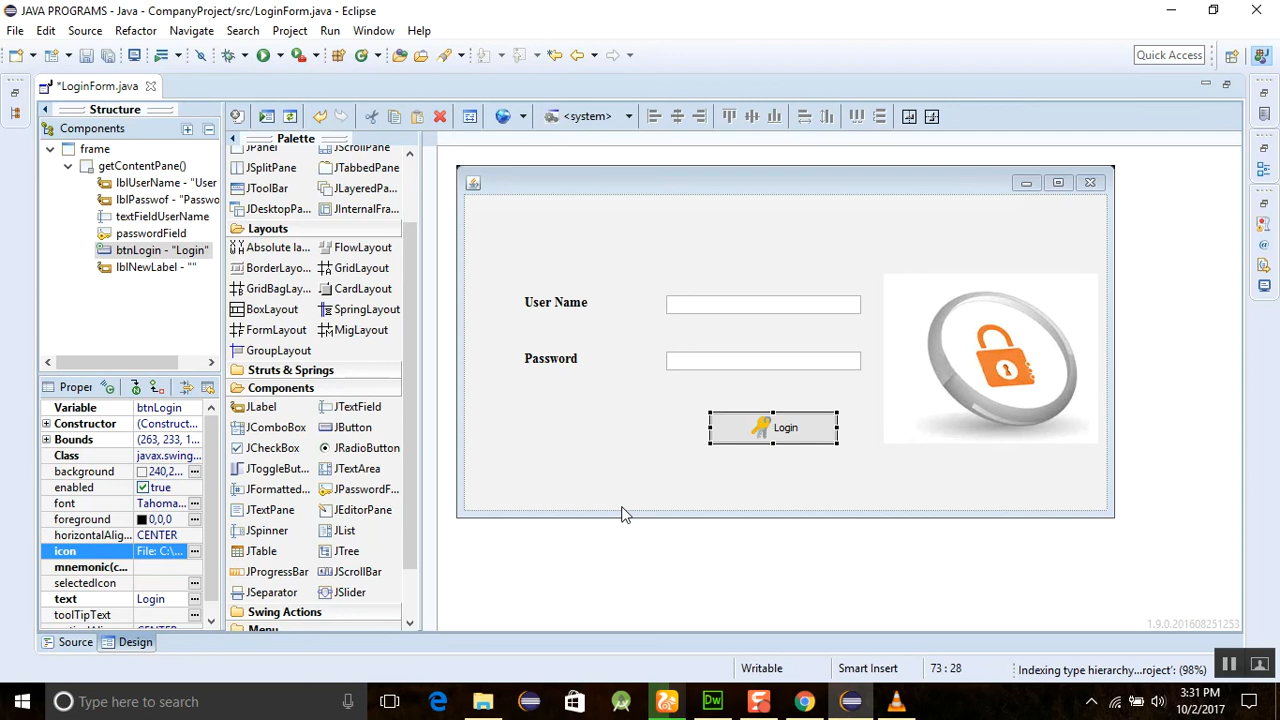 JAVA PROGRAMS - Java - CompanyProject/src/LoginForm.java - Eclipse
File Edit Source Refactor Navigate Search Project Run Window Help
Quick Access
*LoginForm.java
Structure
Components
frame
getContentPane()
lblUserName - "User
lblPasswof - "Passwo
textFieldUserName
passwordField
btnLogin - "Login"
lblNewLabel - ""
Proper
Variable btnLogin
Constructor (Construct...
Bounds (263, 233, 1...
Class javax.swing...
background 240,2...
enabled true
font Tahoma...
foreground 0,0,0
horizontalAlig... CENTER
icon File: C:\...
mnemonic(c...
selectedIcon
text Login
toolTipText
Source Design
Palette
JPanel JScrollPane
JSplitPane JTabbedPane
JToolBar JLayeredPa...
JDesktopPa... JInternalFra...
Layouts
Absolute la... FlowLayout
BorderLayo... GridLayout
GridBagLay... CardLayout
BoxLayout SpringLayout
FormLayout MigLayout
GroupLayout
Struts & Springs
Components
JLabel JTextField
JComboBox JButton
JCheckBox JRadioButton
JToggleBut... JTextArea
JFormatted... JPasswordF...
JTextPane JEditorPane
JSpinner JList
JTable JTree
JProgressBar JScrollBar
JSeparator JSlider
Swing Actions
Menu
<system>
User Name
Password
Login
1.9.0.201608251253
Writable Smart Insert 73 : 28 Indexing type hierarchy...roject': (98%)
Type here to search
Dw
3:31 PM
10/2/2017